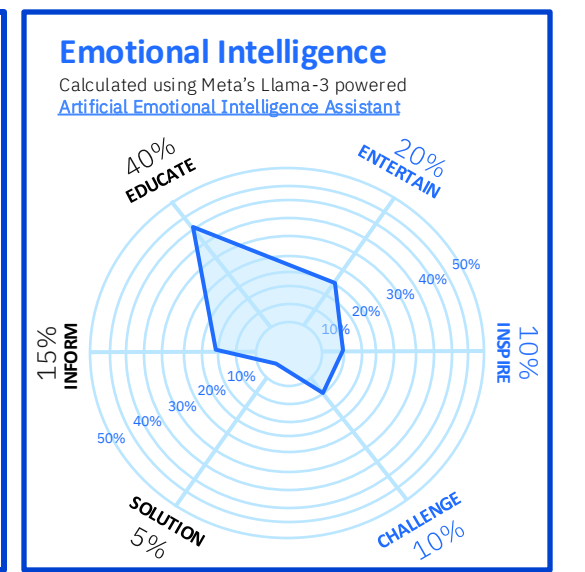 Emotional Intelligence
Calculated using Meta's Llama-3 powered
Artificial Emotional Intelligence Assistant
40%
EDUCATE
20%
ENTERTAIN
50%
40%
30%
20%
10%
15%
INFORM
10%
INSPIRE
10%
20%
30%
40%
50%
SOLUTION
5%
CHALLENGE
10%